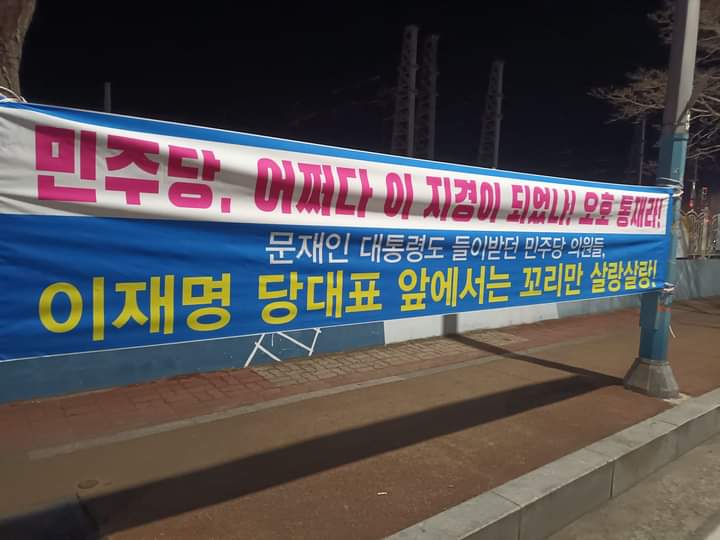 민주당, 어쩌다 이 지경이 되었나! 오호 통재라!
문재인 대통령도 들이받던 민주당 의원들,
이재명 당대표 앞에서는 꼬리만 살랑살랑!